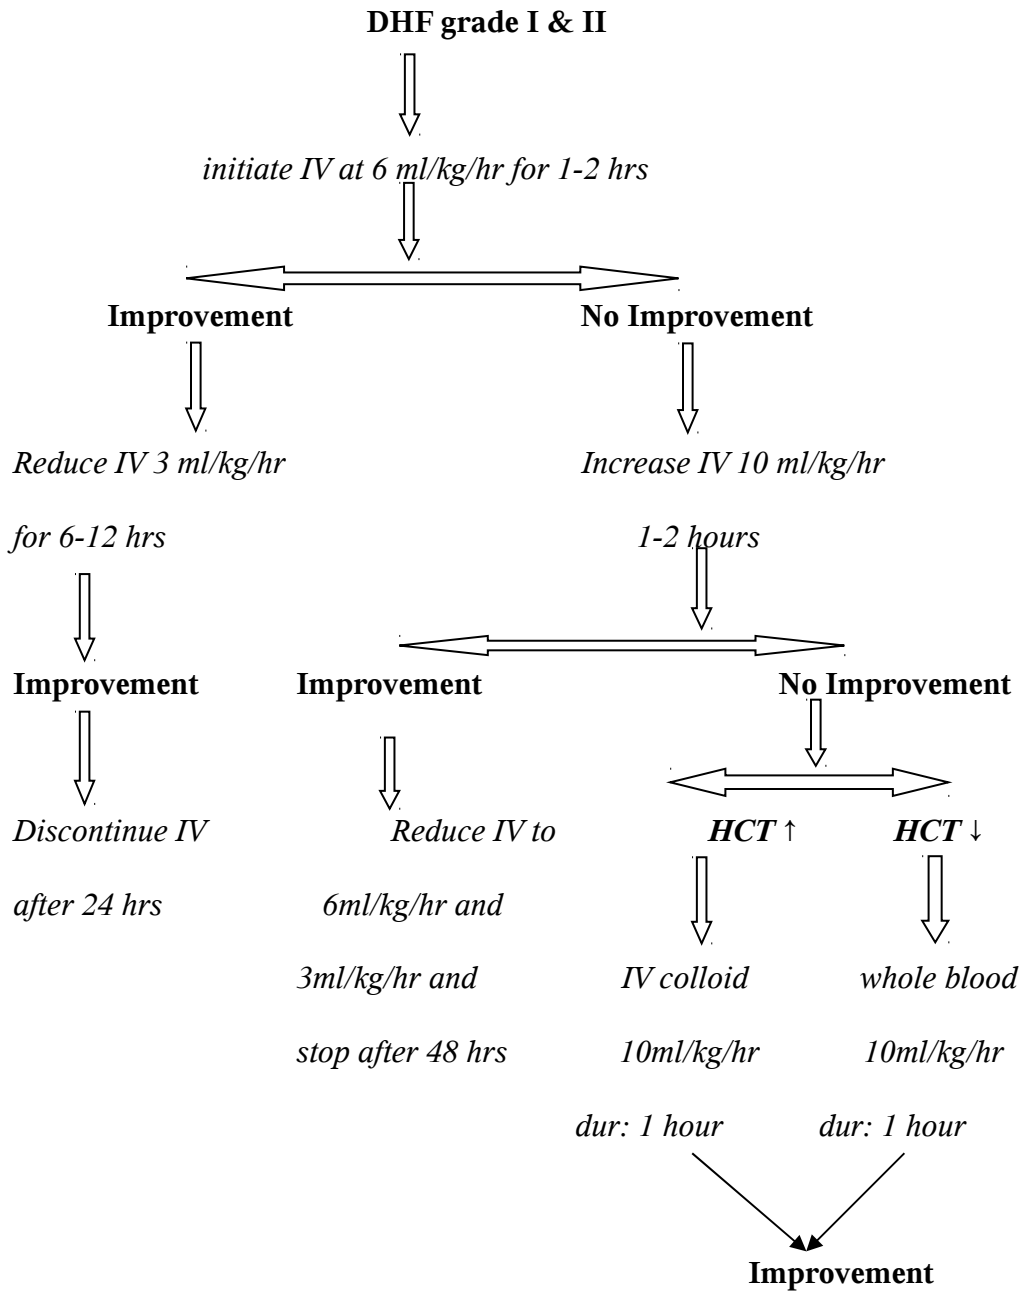 DHF grade I & II
initiate IV at 6 ml/kg/hr for 1-2 hrs
Improvement
No Improvement
Reduce IV 3 ml/kg/hr
Increase IV 10 ml/kg/hr
for 6-12 hrs
1-2 hours
Improvement
Improvement
No Improvement
Discontinue IV
Reduce IV to
HCT ↑
HCT ↓
after 24 hrs
6ml/kg/hr and
3ml/kg/hr and
IV colloid
whole blood
stop after 48 hrs
10ml/kg/hr
10ml/kg/hr
dur: 1 hour
dur: 1 hour
Improvement